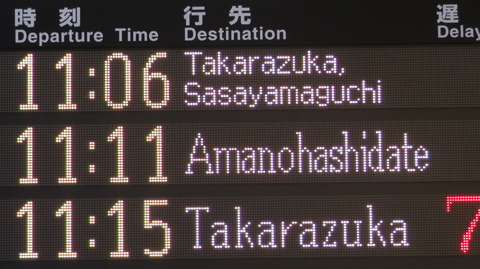 時刻 行先 遅
Departure Time Destination Delay
11:06 Takarazuka,
Sasayamaguchi
11:11 Amanohashidate
11:15 Takarazuka 7